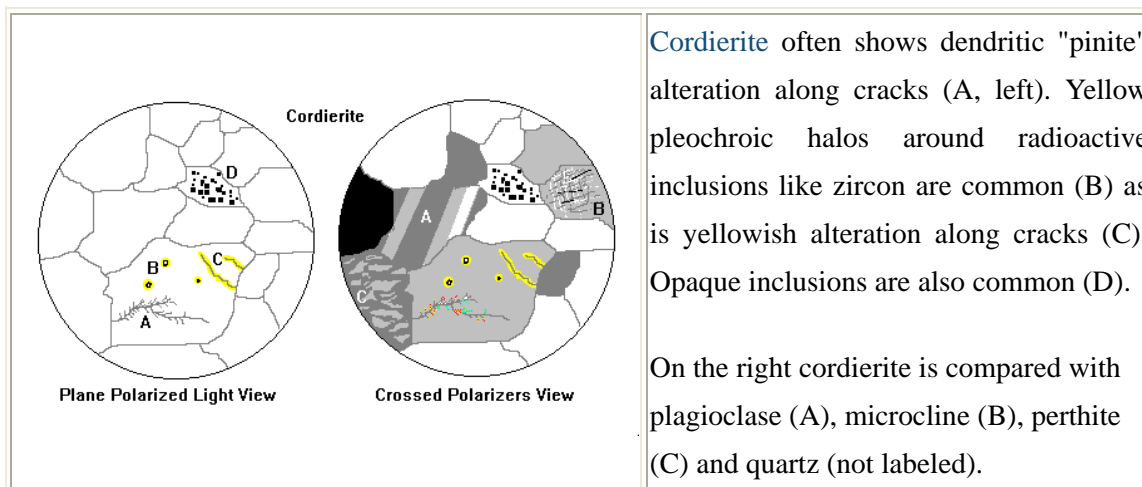 Cordierite
D
B
C
A
A
B
C
Plane Polarized Light View
Crossed Polarizers View
Cordierite often shows dendritic "pinite"
alteration along cracks (A, left). Yellow
pleochroic halos around radioactive
inclusions like zircon are common (B) as
is yellowish alteration along cracks (C)
Opaque inclusions are also common (D).
On the right cordierite is compared with
plagioclase (A), microcline (B), perthite
(C) and quartz (not labeled).